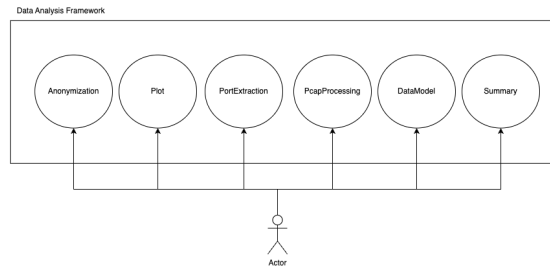 Data Analysis Framework
Anonymization
Plot
PortExtraction
PcapProcessing
DataModel
Summary
Actor